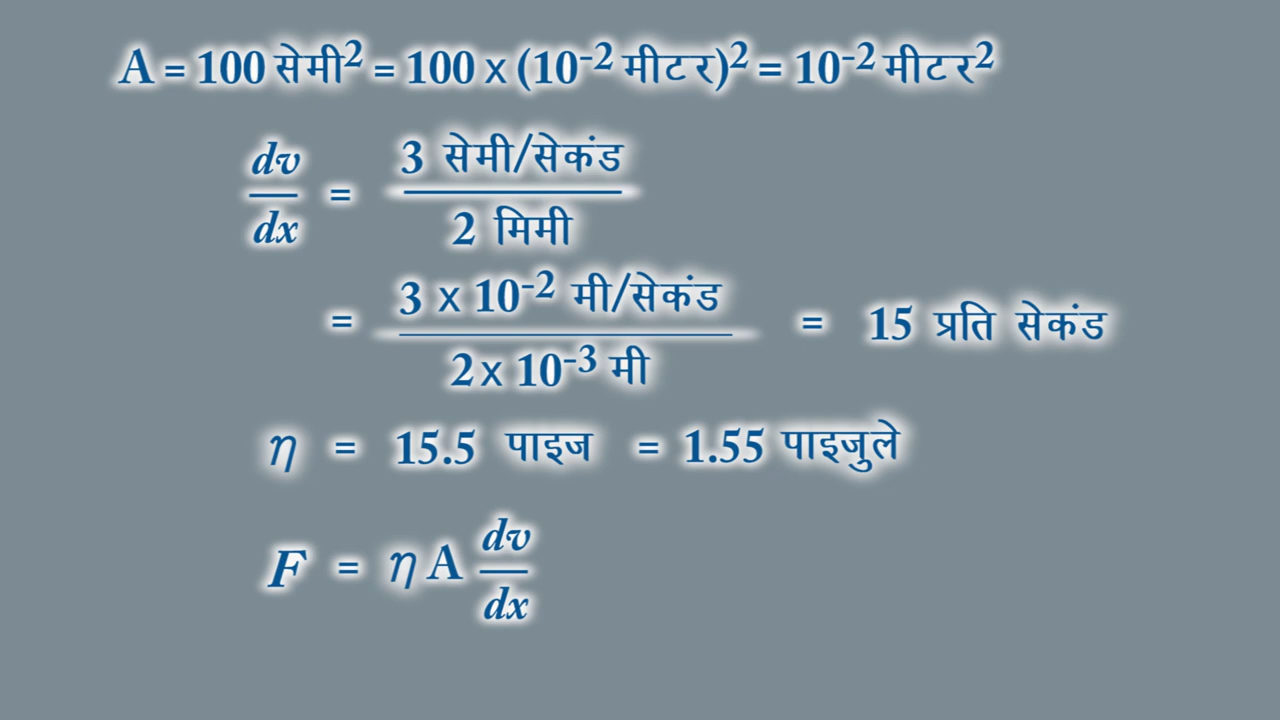 A = 100 सेमी² = 100 x (10⁻² मीटर)² = 10⁻² मीटर²
dv/dx = 3 सेमी/सेकंड / 2 मिमी
= 3 x 10⁻² मी/सेकंड / 2 x 10⁻³ मी = 15 प्रति सेकंड
η = 15.5 पाइज = 1.55 पाइजुले
F = η A dv/dx